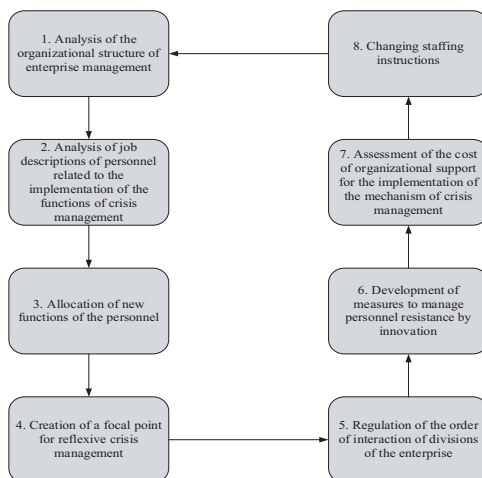 1. Analysis of the
organizational structure of
enterprise management
2. Analysis of job
descriptions of personnel
related to the
implementation of the
functions of crisis
management
3. Allocation of new
functions of the personnel
4. Creation of a focal point
for reflexive crisis
management
5. Regulation of the order
of interaction of divisions
of the enterprise
6. Development of
measures to manage
personnel resistance by
innovation
7. Assessment of the cost
of organizational support
for the implementation of
the mechanism of crisis
management
8. Changing staffing
instructions